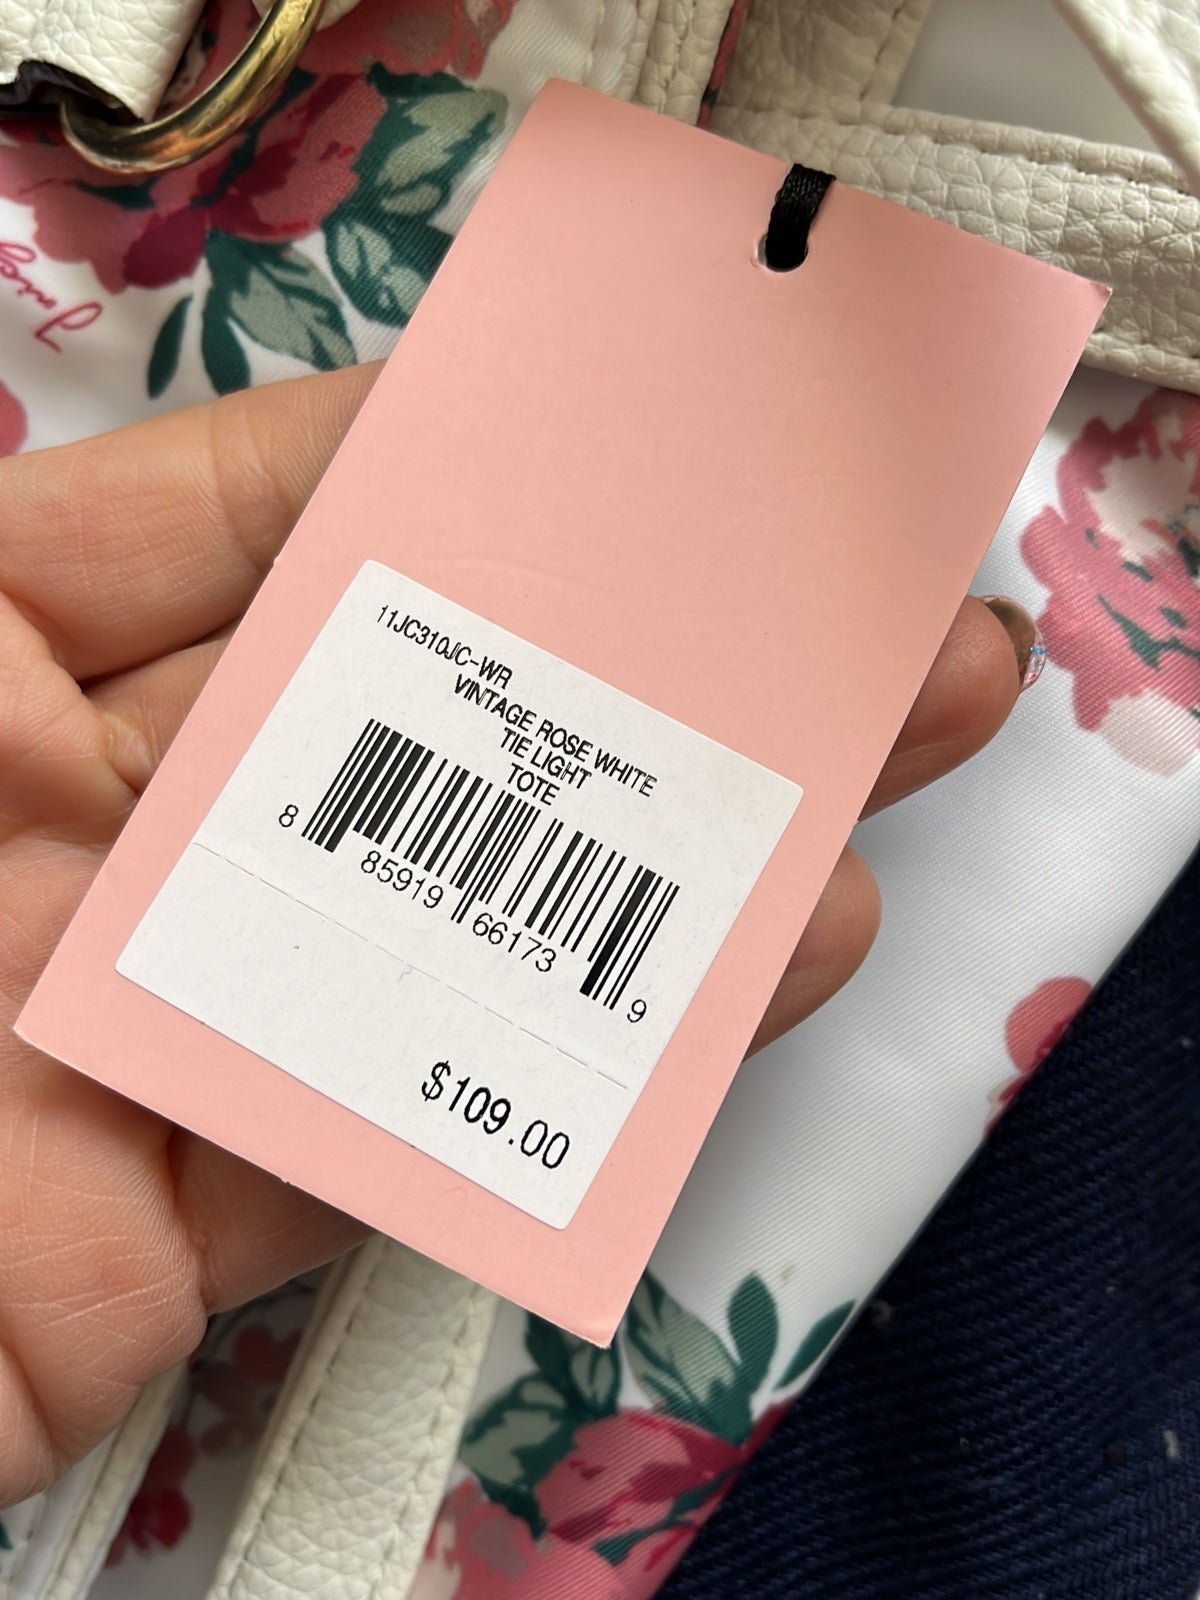 11JC310JC-WR
VINTAGE ROSE WHITE
TIE LIGHT
TOTE
8 85919 66173 9
$109.00